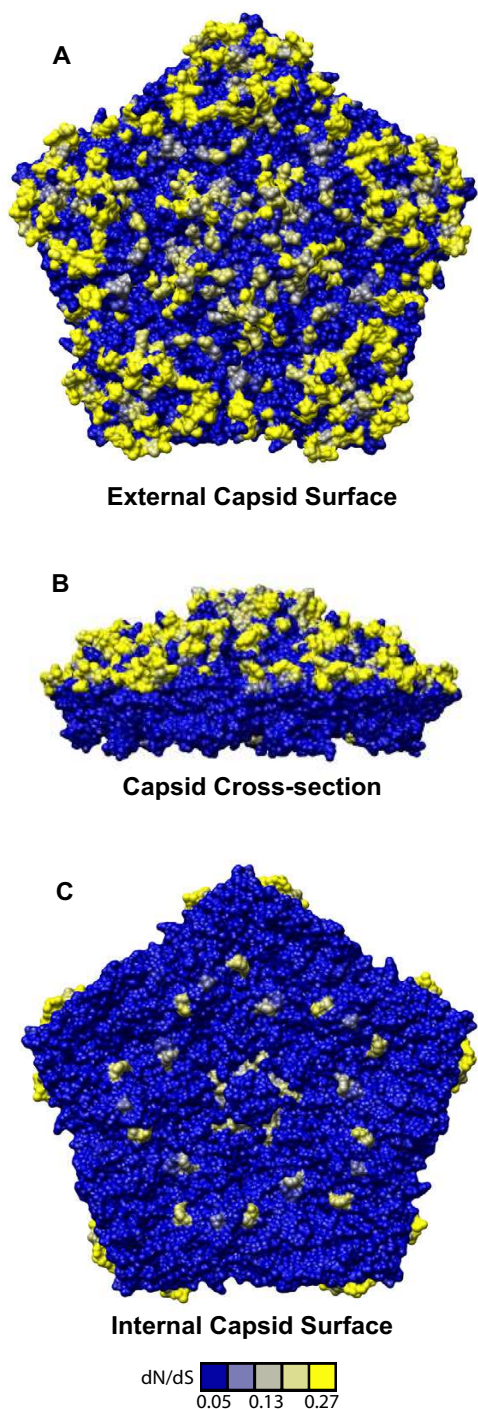 A
External Capsid Surface
B
Capsid Cross-section
C
Internal Capsid Surface
dN/dS
0.05 0.13 0.27